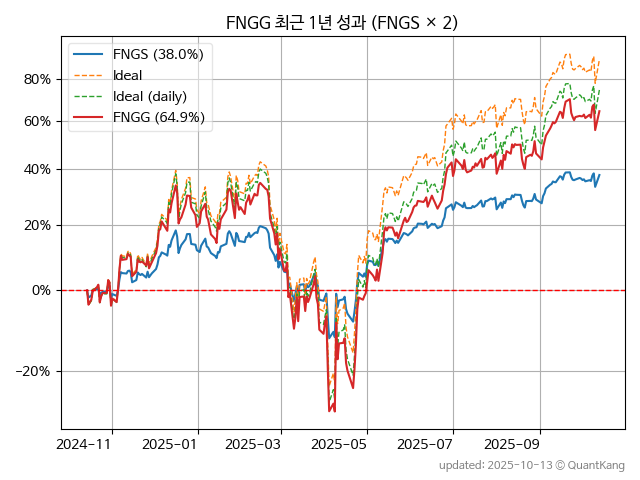 FNGG 최근 1년 성과 (FNGS × 2)
FNGS (38.0%)
Ideal
Ideal (daily)
FNGG (64.9%)
80%
60%
40%
20%
0%
−20%
2024−11
2025−01
2025−03
2025−05
2025−07
2025−09
updated: 2025-10-13 © QuantKang